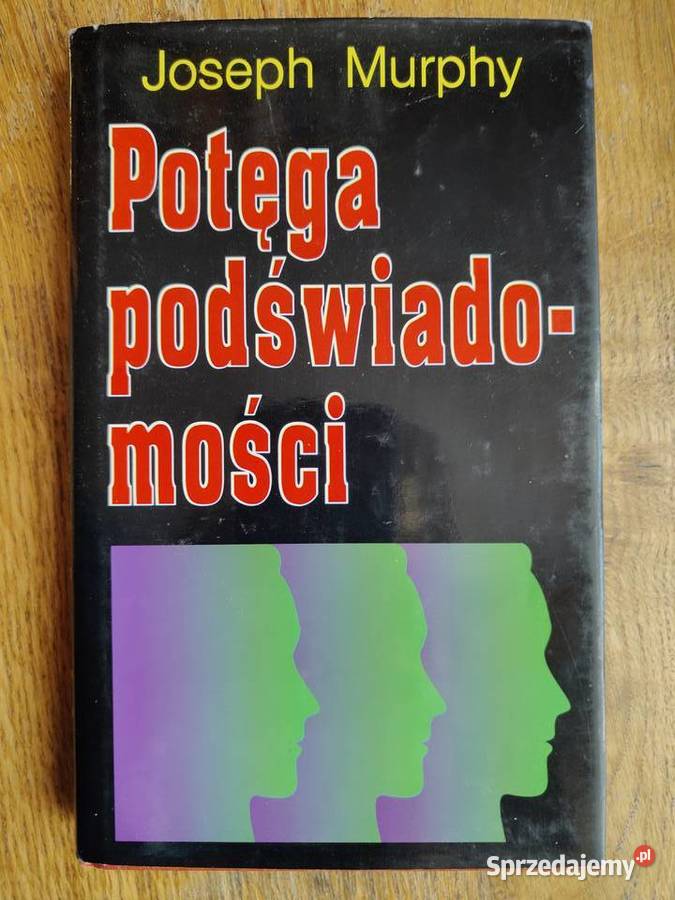 Joseph Murphy
Potęga
podświado-
mości
Sprzedajemy.pl